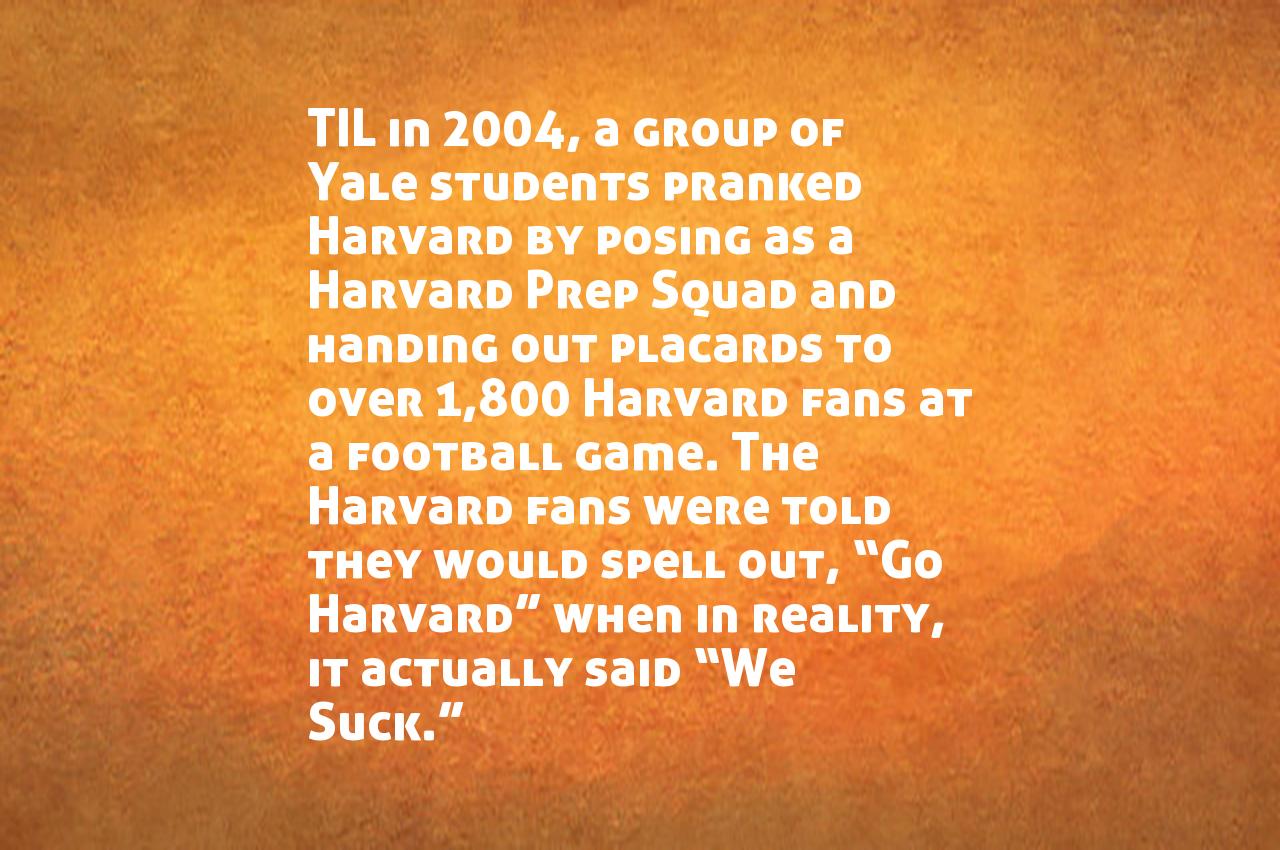 TIL in 2004, a group of
Yale students pranked
Harvard by posing as a
Harvard Prep Squad and
handing out placards to
over 1,800 Harvard fans at
a football game. The
Harvard fans were told
they would spell out, “Go
Harvard” when in reality,
it actually said “We
Suck.”